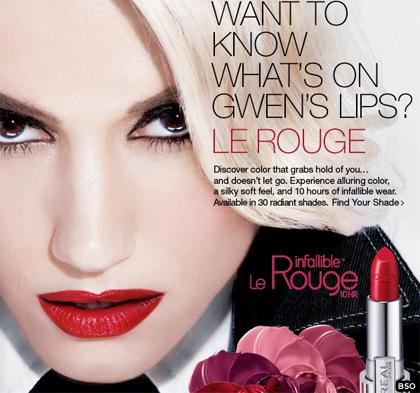 WANT TO
KNOW
WHAT'S ON
GWEN'S LIPS?
LE ROUGE
Discover color that grabs hold of you...
and doesn't let go. Experience alluring color,
a silky soft feel, and 10 hours of infallible wear.
Available in 30 radiant shades. Find Your Shade >
infallible™
Le Rouge
10HR
RÉAL
BSO